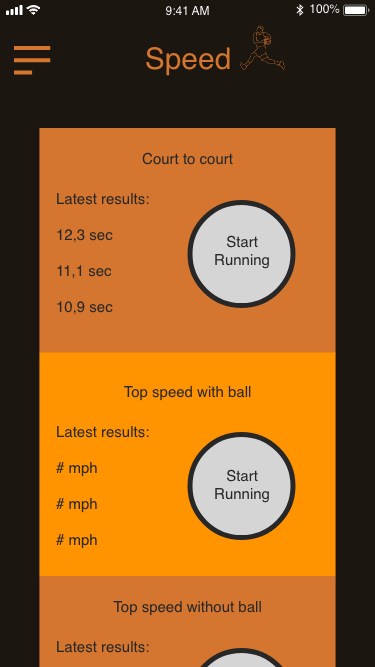 9:41 AM
100%
Speed
Court to court
Latest results:
12,3 sec
11,1 sec
10,9 sec
Start
Running
Top speed with ball
Latest results:
# mph
# mph
# mph
Start
Running
Top speed without ball
Latest results: